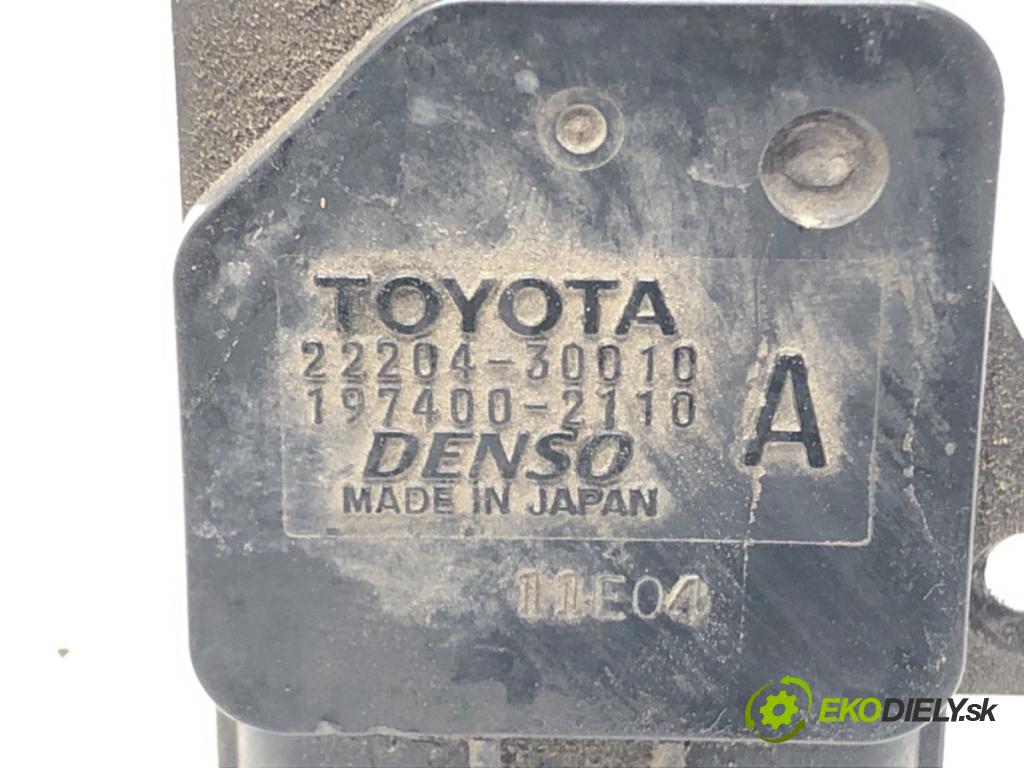 TOYOTA
22204-30010
197400-2110
A
DENSO
MADE IN JAPAN
11E04
EKODIELY.sk